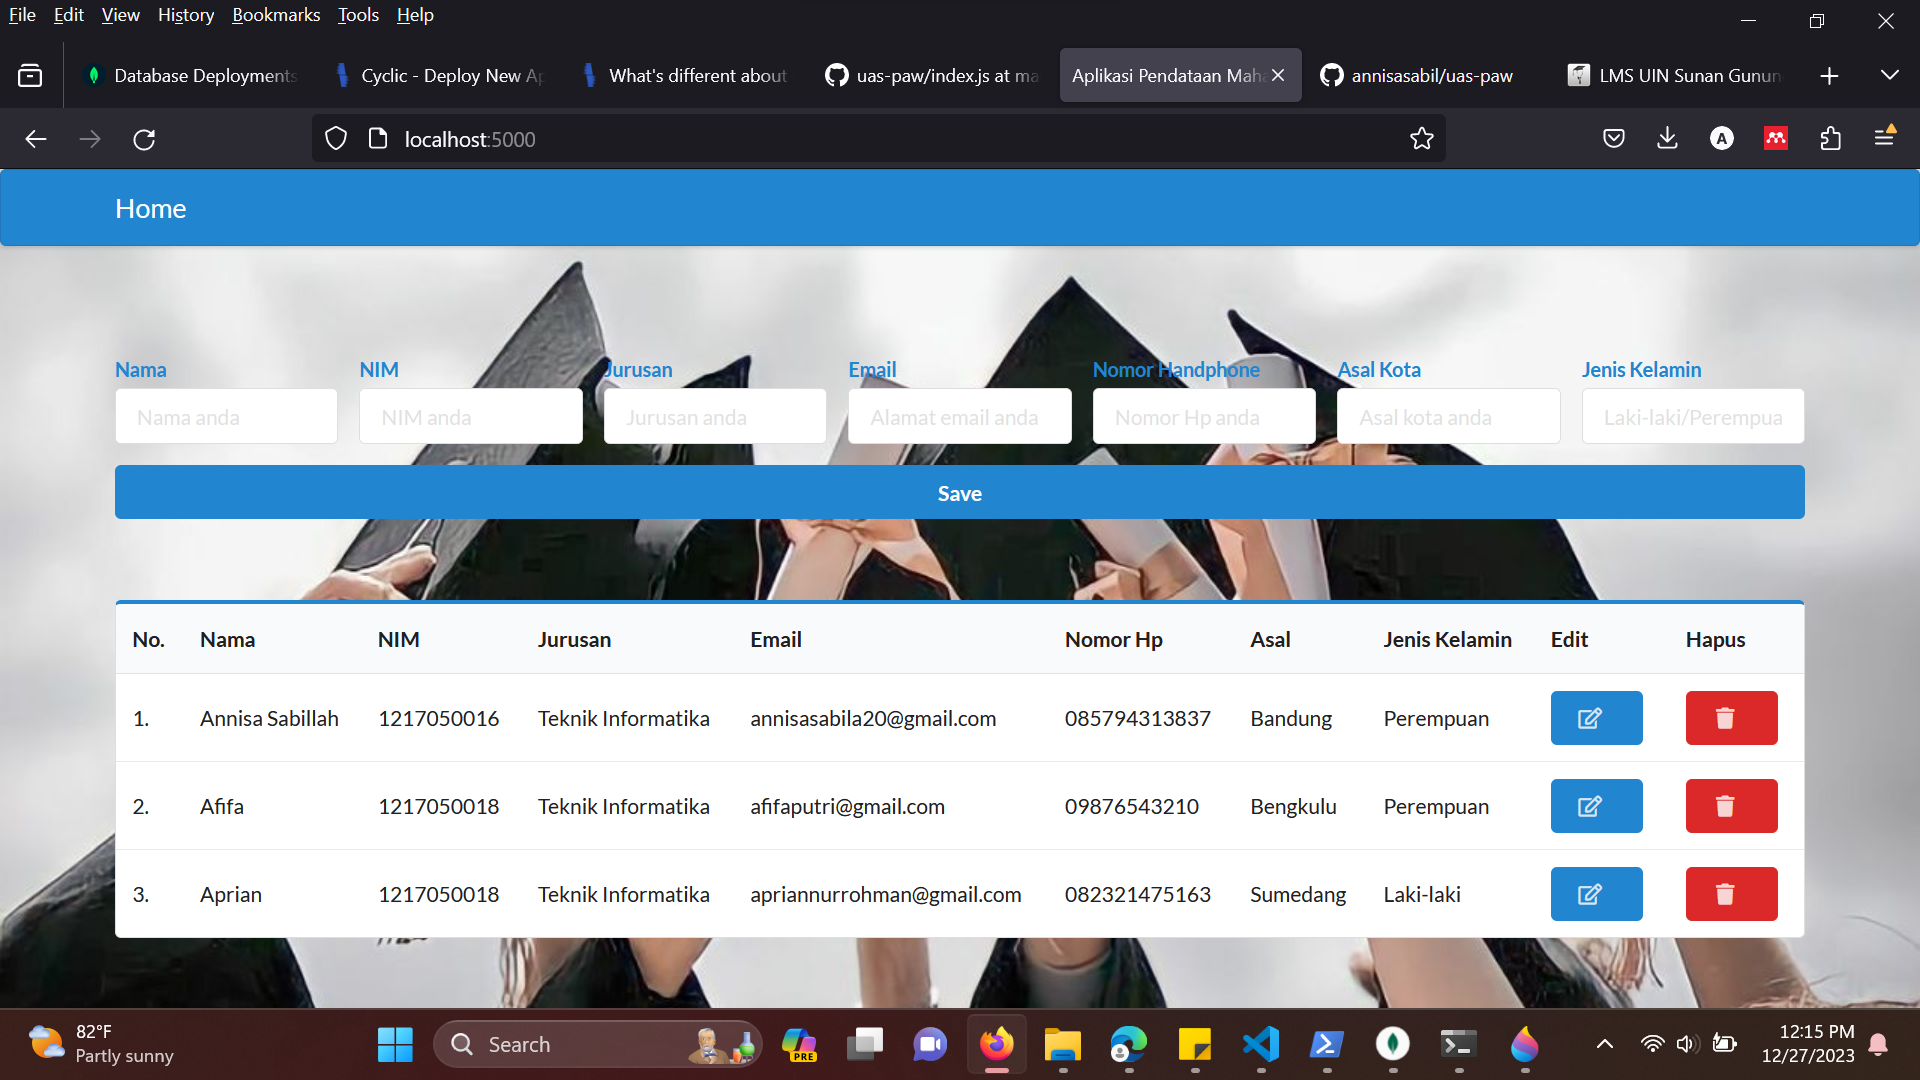 File Edit View History Bookmarks Tools Help
Database Deployments
Cyclic - Deploy New Ap
What's different about
uas-paw/index.js at ma
Aplikasi Pendataan Maha
annisasabil/uas-paw
LMS UIN Sunan Gunun
localhost:5000
Home
Nama NIM Jurusan Email Nomor Handphone Asal Kota Jenis Kelamin
Nama anda NIM anda Jurusan anda Alamat email anda Nomor Hp anda Asal kota anda Laki-laki/Perempua
Save
No. Nama NIM Jurusan Email Nomor Hp Asal Jenis Kelamin Edit Hapus
1. Annisa Sabillah 1217050016 Teknik Informatika annisasabila20@gmail.com 085794313837 Bandung Perempuan
2. Afifa 1217050018 Teknik Informatika afifaputri@gmail.com 09876543210 Bengkulu Perempuan
3. Aprian 1217050018 Teknik Informatika apriannurrohman@gmail.com 082321475163 Sumedang Laki-laki
82°F
Partly sunny
Search
PRE
12:15 PM
12/27/2023